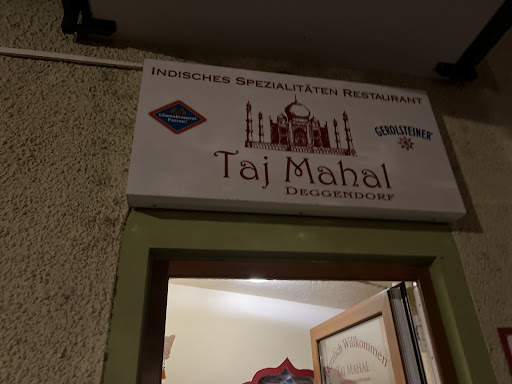 INDISCHES SPEZIALITÄTEN RESTAURANT
Löwenbrauerei
Passau
GEROLSTEINER
Taj Mahal
DEGGENDORF
Willkommen
TAJ MAHAL